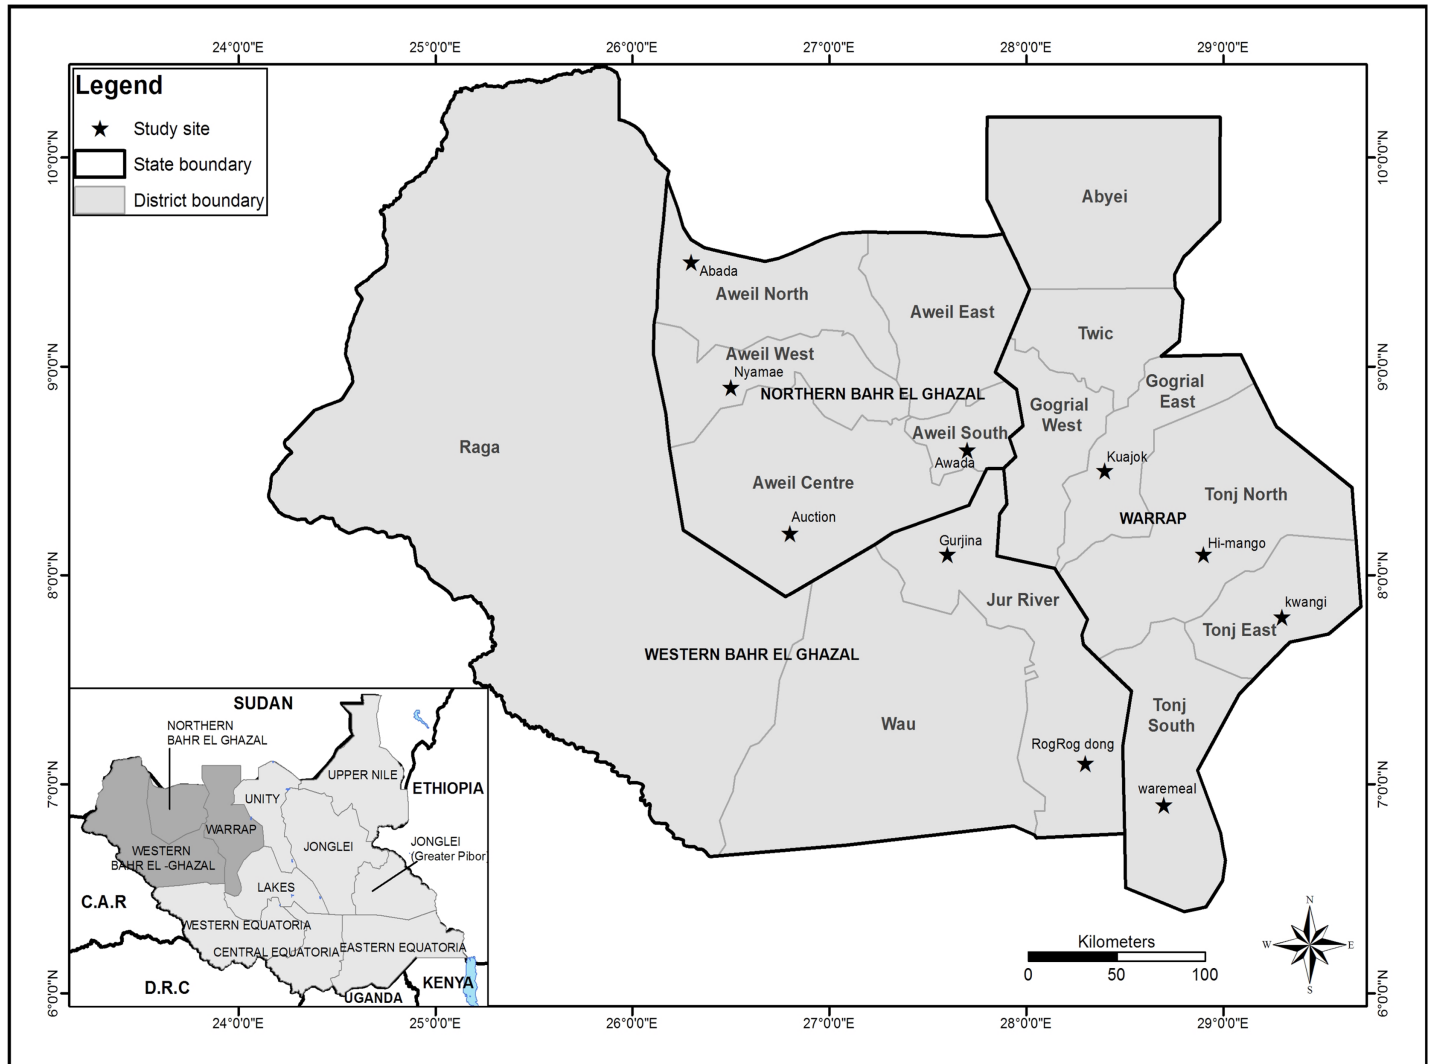 24°0'0"E 25°0'0"E 26°0'0"E 27°0'0"E 28°0'0"E 29°0'0"E
Legend
Study site
State boundary
District boundary
10°0'0"N
10°0'0"N
Abyei
Abada
Aweil North
Aweil East
Twic
Aweil West
9°0'0"N
9°0'0"N
Nyamae
NORTHERN BAHR EL GHAZAL
Gogrial
East
Gogrial
West
Raga
Aweil South
Awada
Kuajok
Aweil Centre
Tonj North
Auction
WARRAP
Gurjina
Hi-mango
8°0'0"N
8°0'0"N
Jur River
kwangi
Tonj East
WESTERN BAHR EL GHAZAL
Wau
Tonj
South
RogRog dong
waremeal
7°0'0"N
7°0'0"N
SUDAN
NORTHERN
BAHR EL GHAZAL
UPPER NILE
ETHIOPIA
UNITY
WARRAP
JONGLEI
JONGLEI
(Greater Pibor
WESTERN
BAHR EL -GHAZAL
LAKES
C.A.R
WESTERN EQUATORIA
CENTRAL EQUATORIA
EASTERN EQUATORIA
D.R.C
UGANDA
KENYA
Kilometers
0 50 100
N
W E
S
6°0'0"N
6°0'0"N
24°0'0"E 25°0'0"E 26°0'0"E 27°0'0"E 28°0'0"E 29°0'0"E